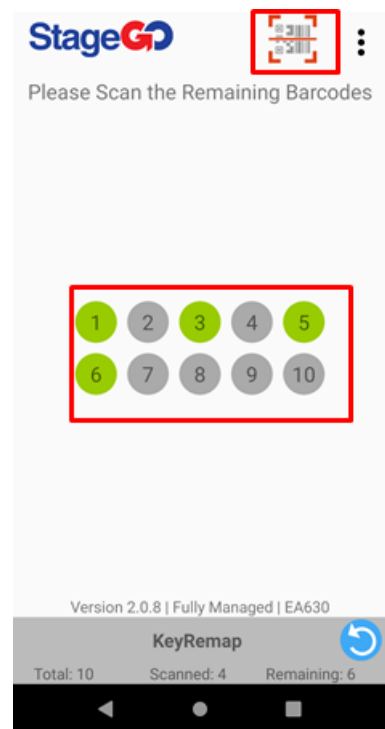 StageGO
Please Scan the Remaining Barcodes
1 2 3 4 5
6 7 8 9 10
Version 2.0.8 | Fully Managed | EA630
KeyRemap
Total: 10 Scanned: 4 Remaining: 6